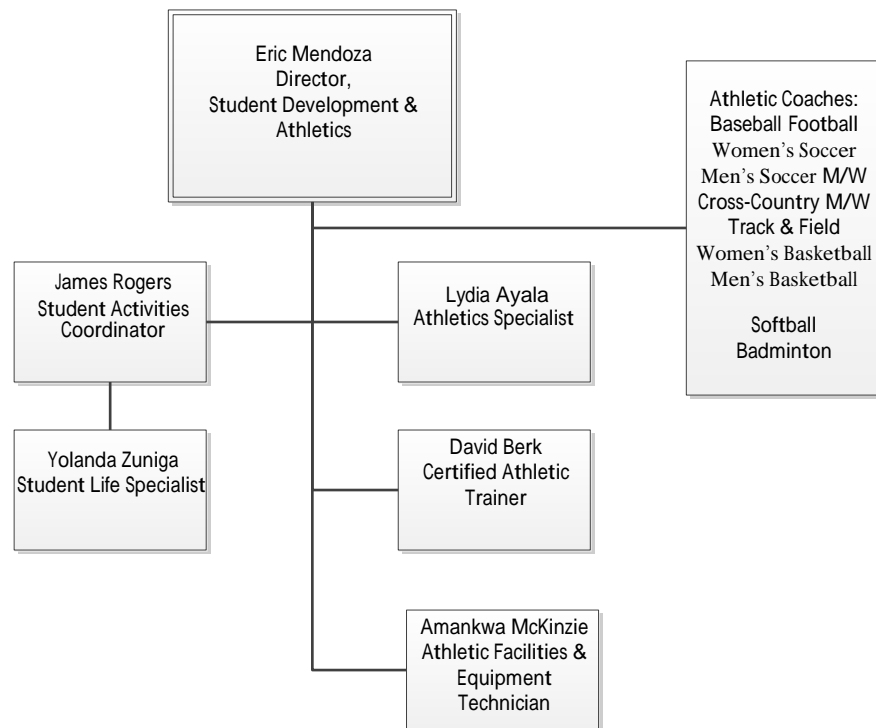 Eric Mendoza
Director,
Student Development &
Athletics
Athletic Coaches:
Baseball Football
Women’s Soccer
Men’s Soccer M/W
Cross-Country M/W
Track & Field
Women’s Basketball
Men’s Basketball
Softball
Badminton
James Rogers
Student Activities
Coordinator
Lydia Ayala
Athletics Specialist
Yolanda Zuniga
Student Life Specialist
David Berk
Certified Athletic
Trainer
Amankwa McKinzie
Athletic Facilities &
Equipment
Technician